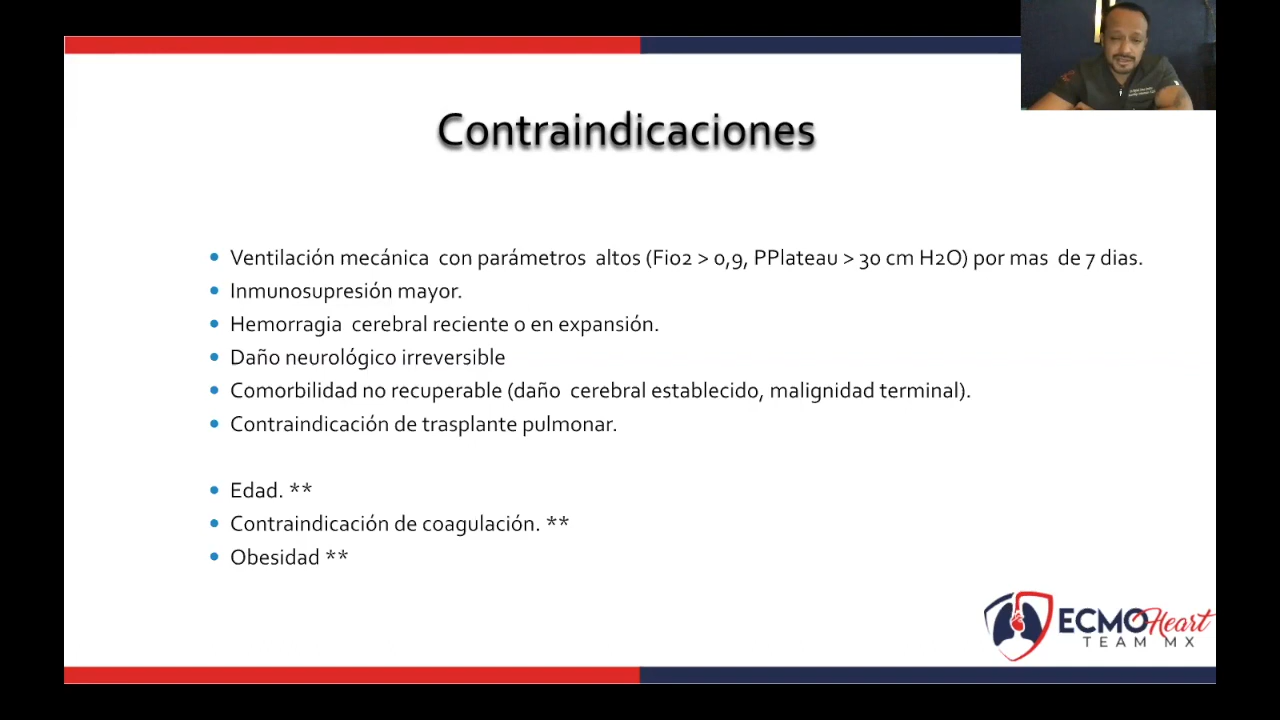 Contraindicaciones
Ventilación mecánica con parámetros altos (Fio2 > 0,9, PPlateau > 30 cm H2O) por mas de 7 dias.
Inmunosupresión mayor.
Hemorragia cerebral reciente o en expansión.
Daño neurológico irreversible
Comorbilidad no recuperable (daño cerebral establecido, malignidad terminal).
Contraindicación de trasplante pulmonar.
Edad. **
Contraindicación de coagulación. **
Obesidad **
ECMO Heart
TEAM MX